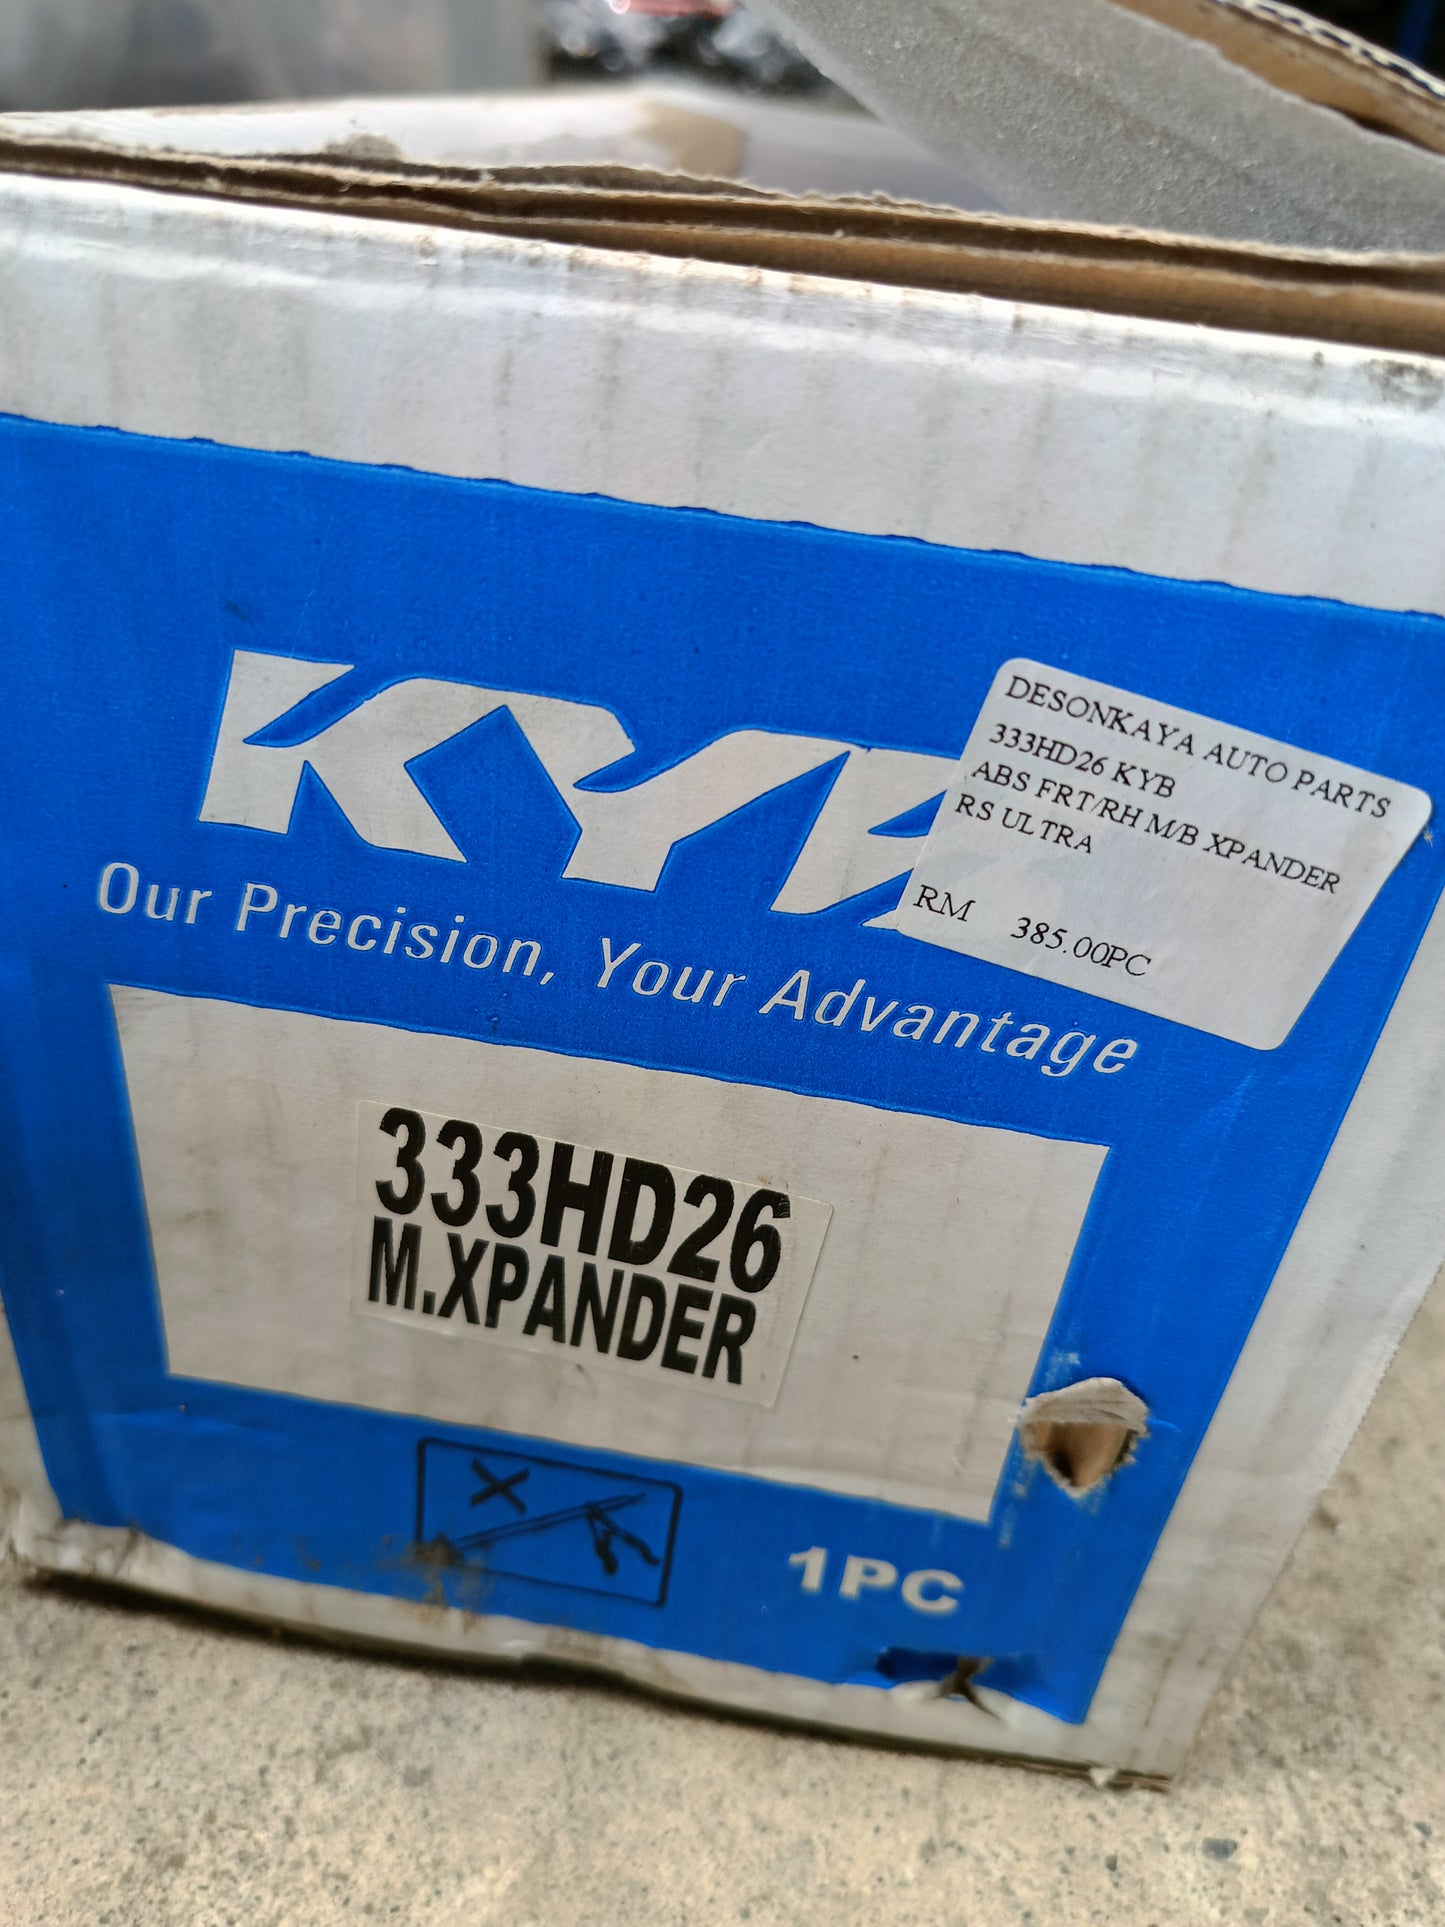 KYB
DESONKAYA AUTO PARTS
333HD26 KYB
ABS FRT/RH M/B XPANDER
RS ULTRA
RM 385.00PC
Our Precision, Your Advantage
333HD26
M.XPANDER
1PC